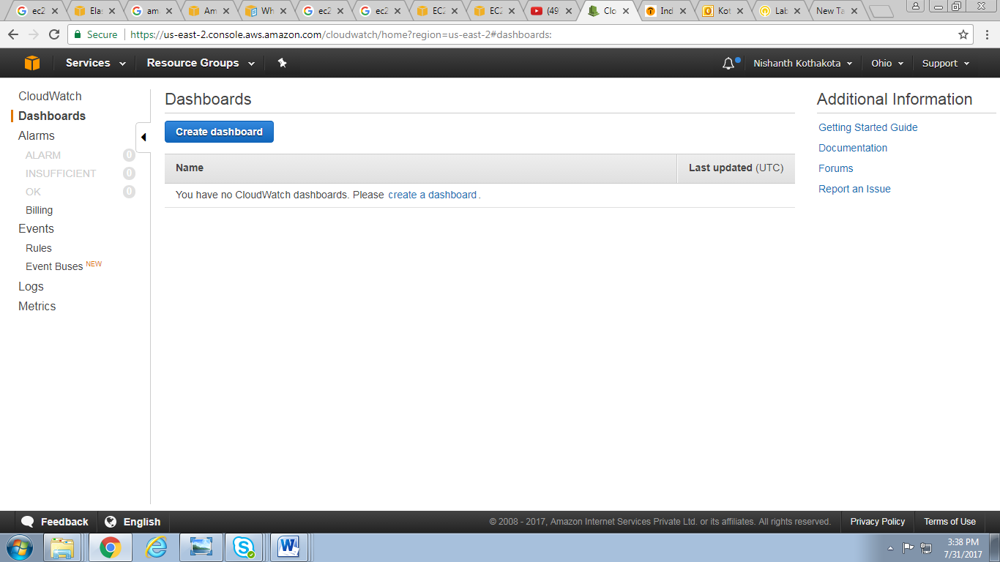 ec2
Ela
am
Am
Wh
ec2
ec2
EC2
EC2
(49
Clo
Ind
Kot
Lab
New Ta
Secure
https://us-east-2.console.aws.amazon.com/cloudwatch/home?region=us-east-2#dashboards:
Services
Resource Groups
Nishanth Kothakota
Ohio
Support
CloudWatch
Dashboards
Alarms
ALARM 0
INSUFFICIENT 0
OK 0
Billing
Events
Rules
Event Buses NEW
Logs
Metrics
Dashboards
Create dashboard
Name Last updated (UTC)
You have no CloudWatch dashboards. Please create a dashboard.
Additional Information
Getting Started Guide
Documentation
Forums
Report an Issue
Feedback
English
© 2008 - 2017, Amazon Internet Services Private Ltd. or its affiliates. All rights reserved.
Privacy Policy
Terms of Use
3:38 PM
7/31/2017